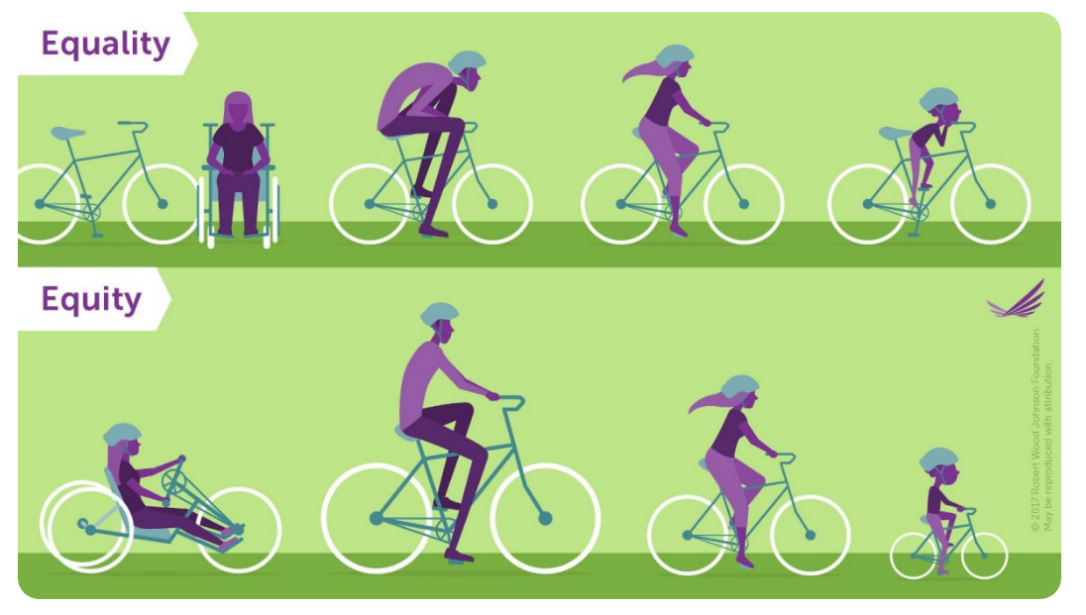 Equality
Equity
© 2017 Robert Wood Johnson Foundation.
May be reproduced with attribution.